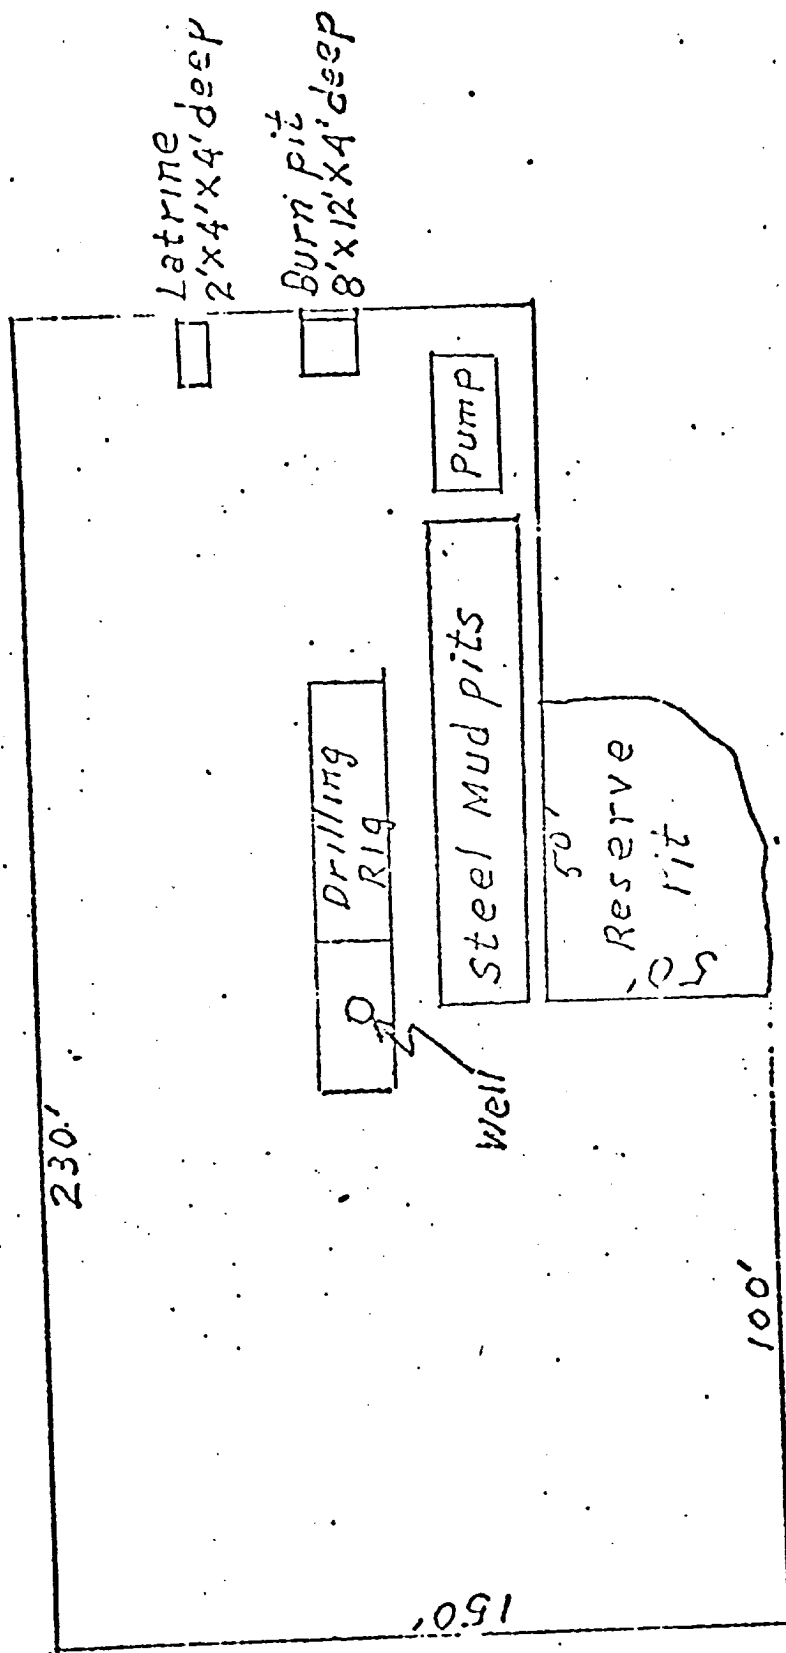 230.'
Latrine
2'x4'x4'deep
Burn pit
8'x12'x4'deep
Drilling
Rig
Pump
Steel Mud pits
Well
50'
Reserve
Pit
50'
150'
100'